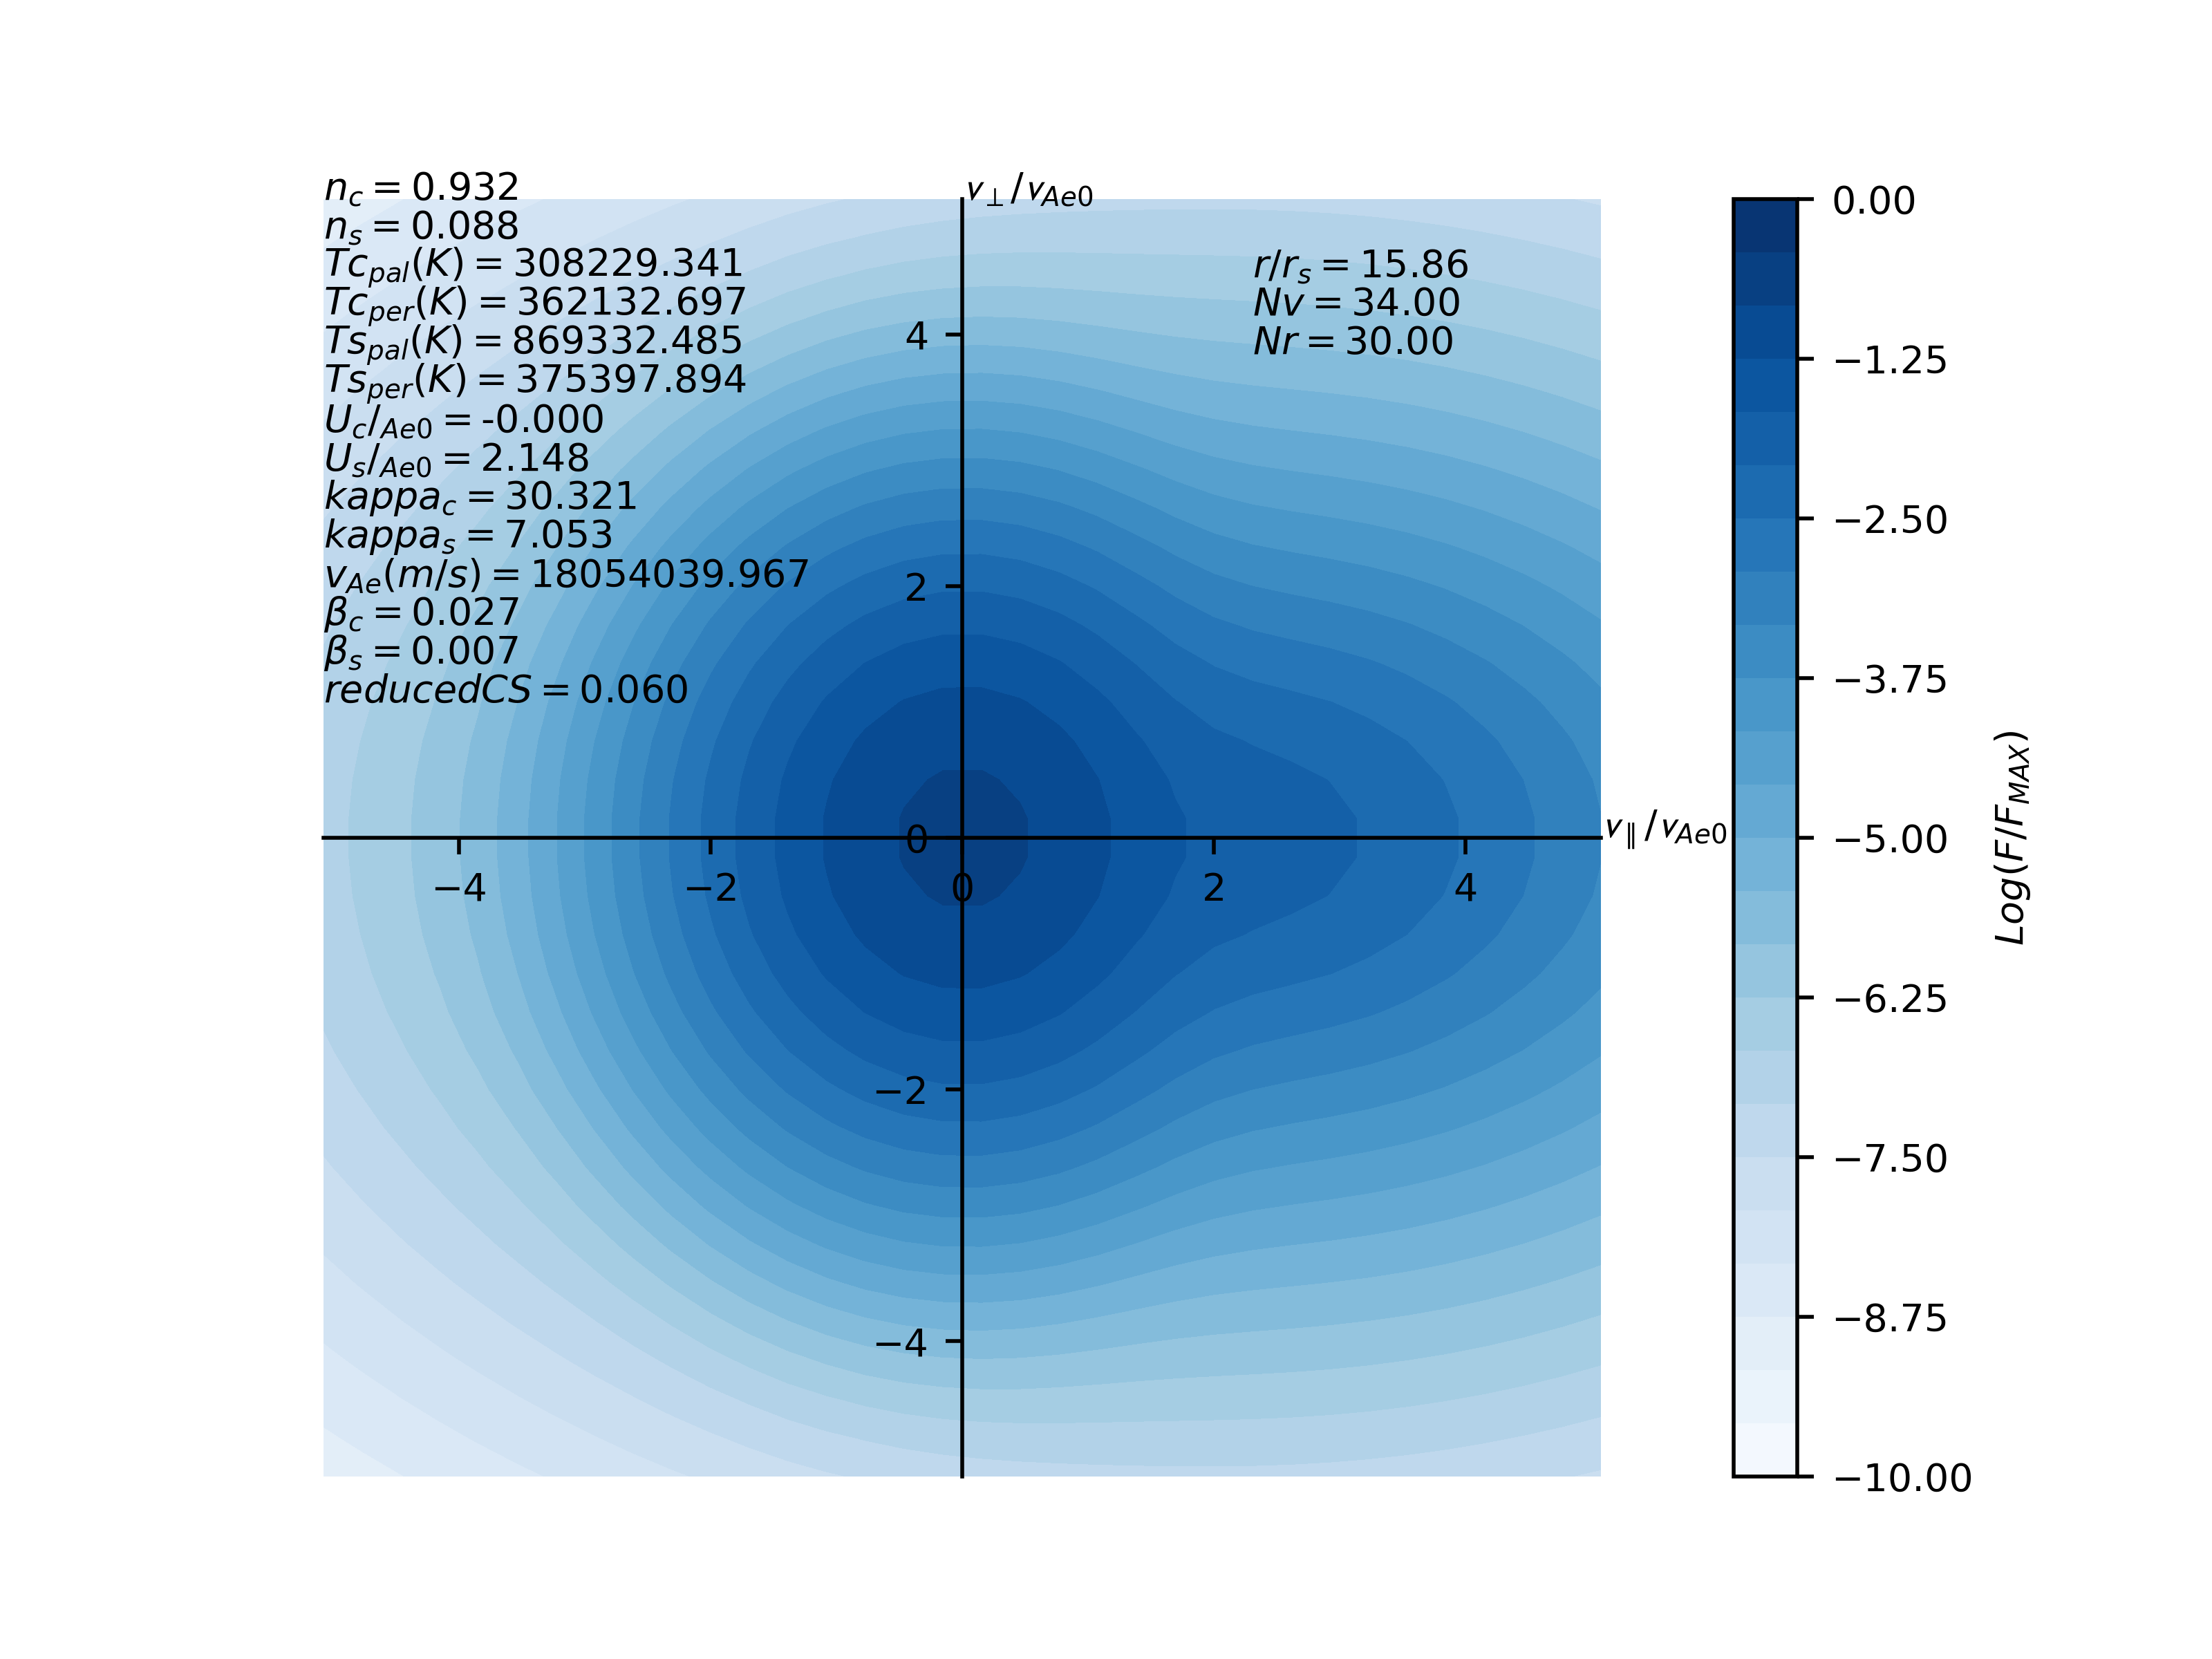 n_c = 0.932
n_s = 0.088
Tc_pal(K) = 308229.341
Tc_per(K) = 362132.697
Ts_pal(K) = 869332.485
Ts_per(K) = 375397.894
U_c/_Ae0 = -0.000
U_s/_Ae0 = 2.148
kappa_c = 30.321
kappa_s = 7.053
v_Ae(m/s) = 18054039.967
β_c = 0.027
β_s = 0.007
reducedCS = 0.060
v_⊥/v_Ae0
r/r_s = 15.86
Nv = 34.00
Nr = 30.00
4
2
0
−2
−4
−4
−2
0
2
4
v_∥/v_Ae0
0.00
−1.25
−2.50
−3.75
−5.00
−6.25
−7.50
−8.75
−10.00
Log(F/F_MAX)